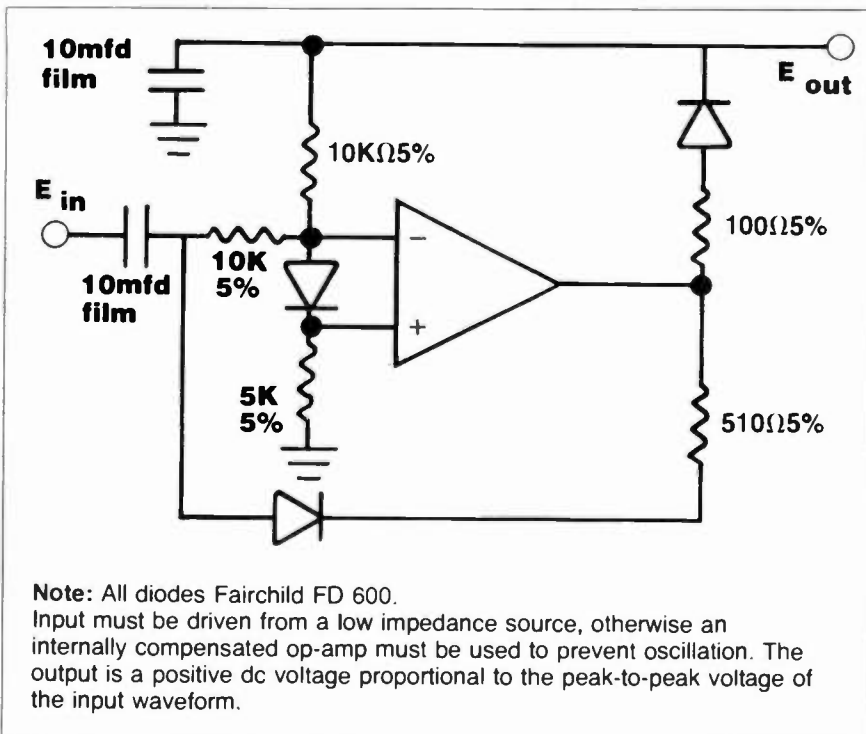 10mfd
film
E out
10KΩ5%
E in
10mfd
film
10K
5%
−
+
100Ω5%
5K
5%
510Ω5%
Note: All diodes Fairchild FD 600.
Input must be driven from a low impedance source, otherwise an
internally compensated op-amp must be used to prevent oscillation. The
output is a positive dc voltage proportional to the peak-to-peak voltage of
the input waveform.